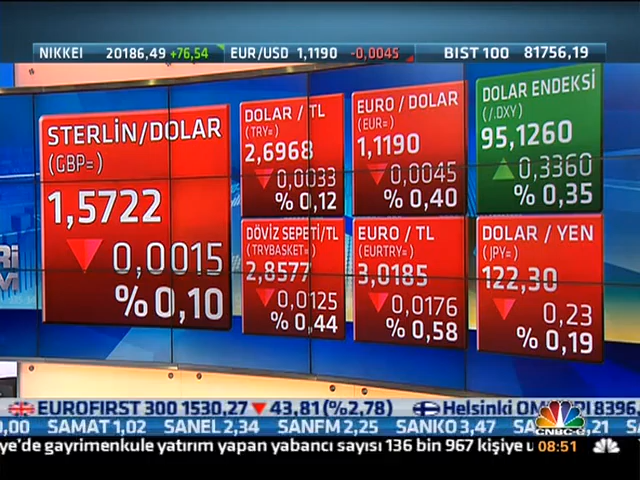 NIKKEI 20186,49 +76,54 EUR/USD 1,1190 -0,0045 BIST 100 81756,19
STERLİN/DOLAR
(GBP=)
1,5722
0,0015
%0,10
DOLAR / TL
(TRY=)
2,6968
0,0033
% 0,12
EURO / DOLAR
(EUR=)
1,1190
0,0045
% 0,40
DOLAR ENDEKSİ
(/.DXY)
95,1260
0,3360
% 0,35
DÖVİZ SEPETİ/TL
(TRYBASKET=)
2,8577
0,0125
% 0,44
EURO / TL
(EURTRY=)
3,0185
0,0176
% 0,58
DOLAR / YEN
(JPY=)
122,30
0,23
% 0,19
EUROFIRST 300 1530,27 43,81(%2,78) Helsinki 8396
0,00 SAMAT 1,02 SANEL 2,34 SANFM 2,25 SANKO 3,47
CNBC-e
ye'de gayrimenkule yatırım yapan yabancı sayısı 136 bin 967 kişiye 08:51